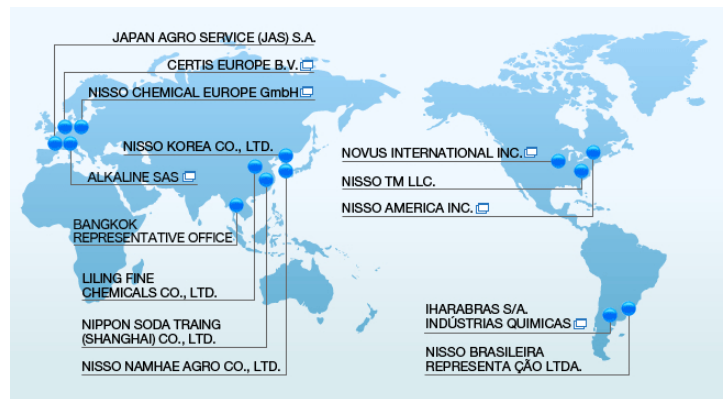 JAPAN AGRO SERVICE (JAS) S.A.
CERTIS EUROPE B.V.
NISSO CHEMICAL EUROPE GmbH
NISSO KOREA CO., LTD.
ALKALINE SAS
BANGKOK
REPRESENTATIVE OFFICE
LILING FINE
CHEMICALS CO., LTD.
NIPPON SODA TRAING
(SHANGHAI) CO., LTD.
NISSO NAMHAE AGRO CO., LTD.
NOVUS INTERNATIONAL INC.
NISSO TM LLC.
NISSO AMERICA INC.
IHARABRAS S/A.
INDÚSTRIAS QUIMICAS
NISSO BRASILEIRA
REPRESENTA ÇÃO LTDA.